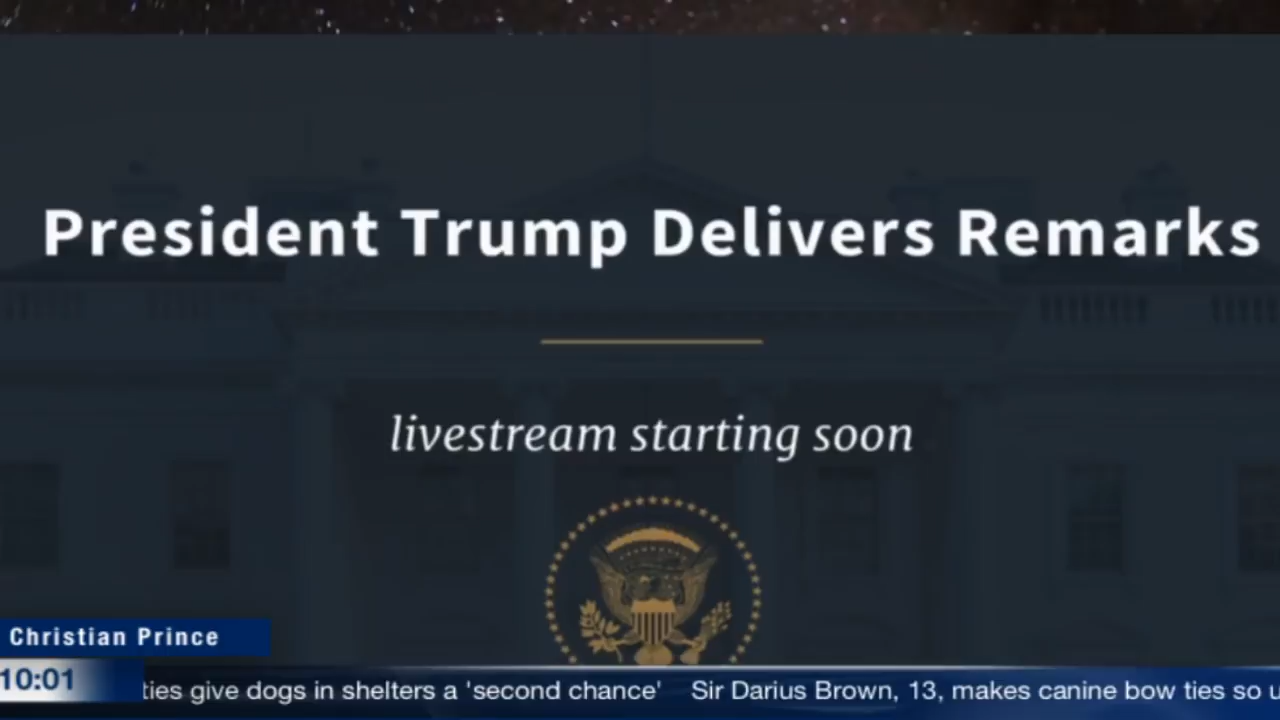 President Trump Delivers Remarks
livestream starting soon
Christian Prince
10:01
ties give dogs in shelters a 'second chance' Sir Darius Brown, 13, makes canine bow ties so u